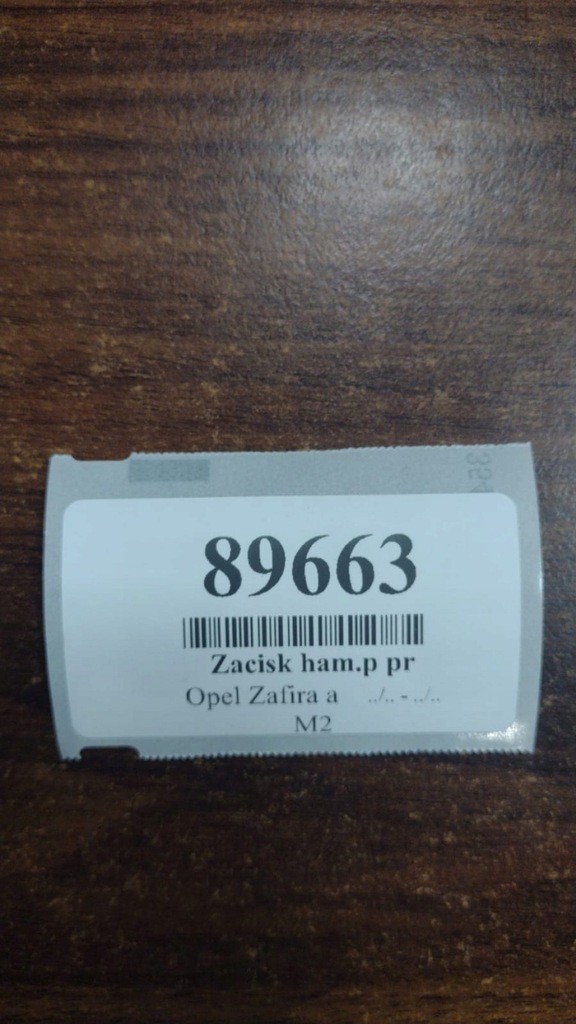 89663
Zacisk ham.p pr
Opel Zafira a ../.. - ../..
M2